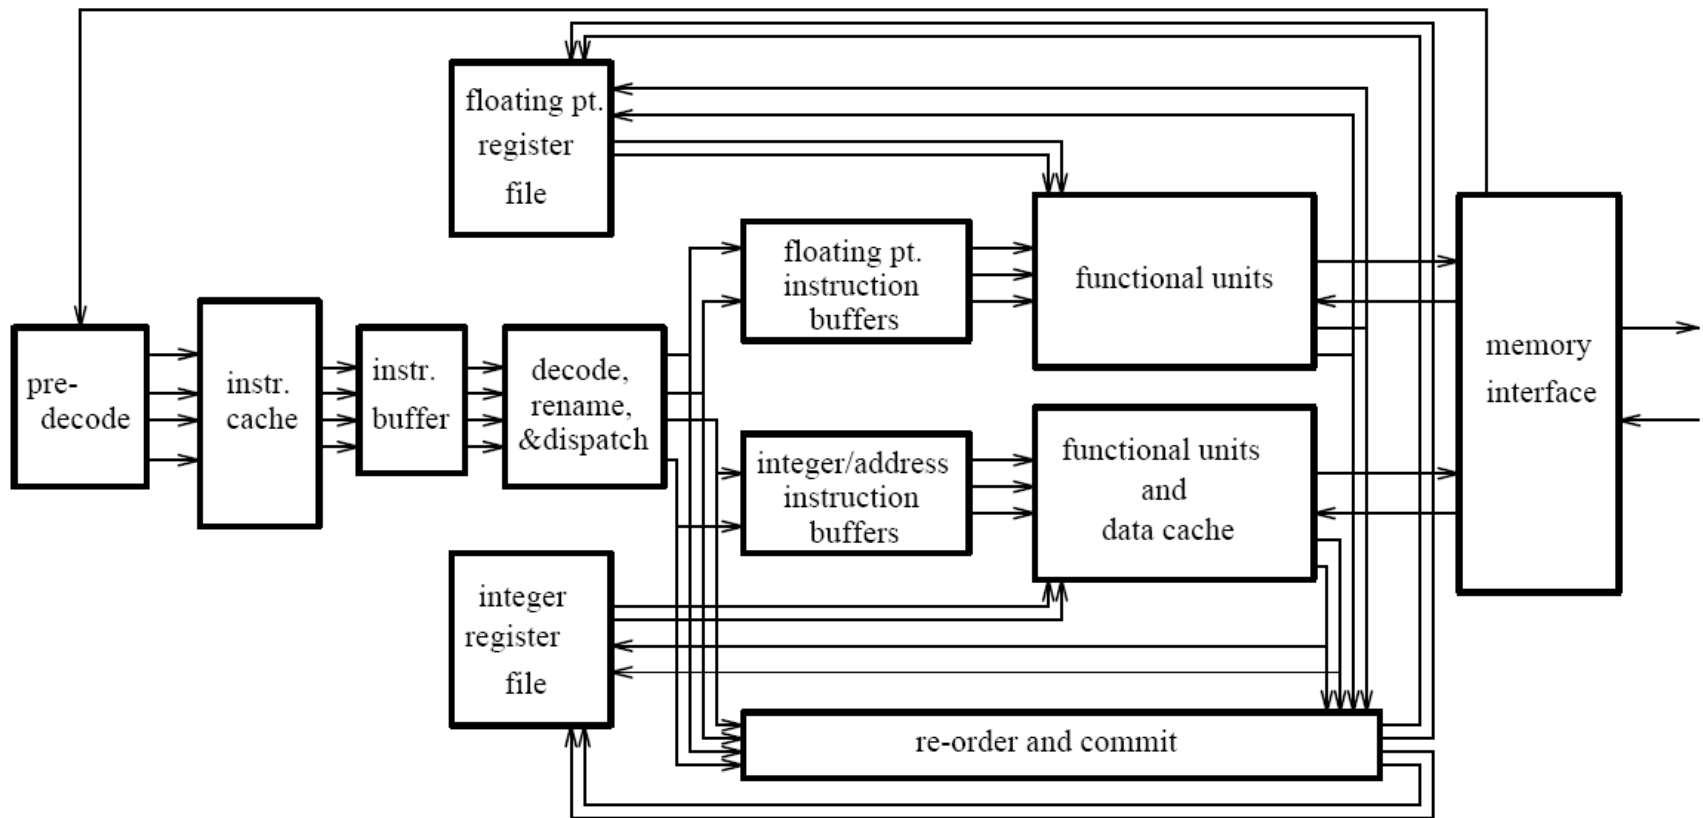 floating pt.
register
file
floating pt.
instruction
buffers
functional units
pre-
decode
instr.
cache
instr.
buffer
decode,
rename,
&dispatch
memory
interface
integer/address
instruction
buffers
functional units
and
data cache
integer
register
file
re-order and commit